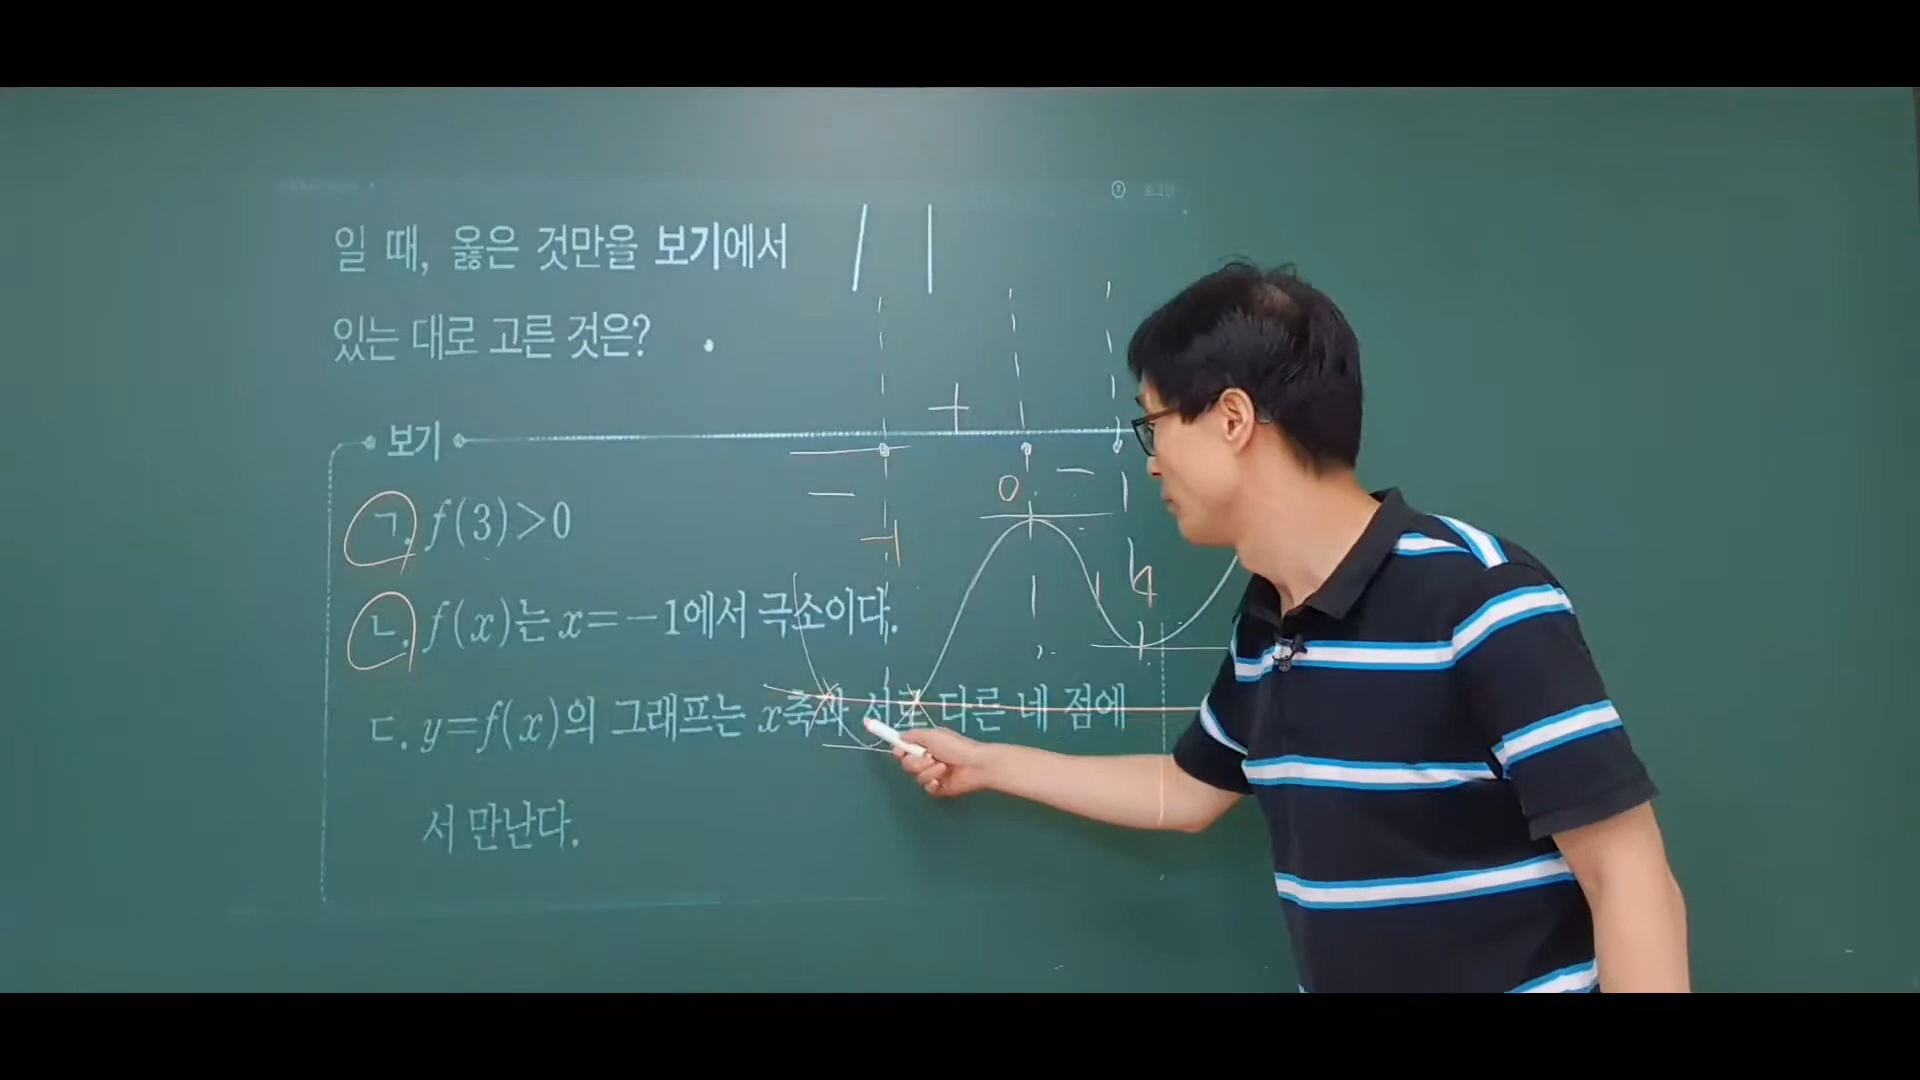 일 때, 옳은 것만을 보기에서
있는 대로 고른 것은?
보기
ㄱ. f(3)>0
ㄴ. f(x)는 x=-1에서 극소이다.
ㄷ. y=f(x)의 그래프는 x축과 서로 다른 네 점에
서 만난다.
+
0
-
-
-1